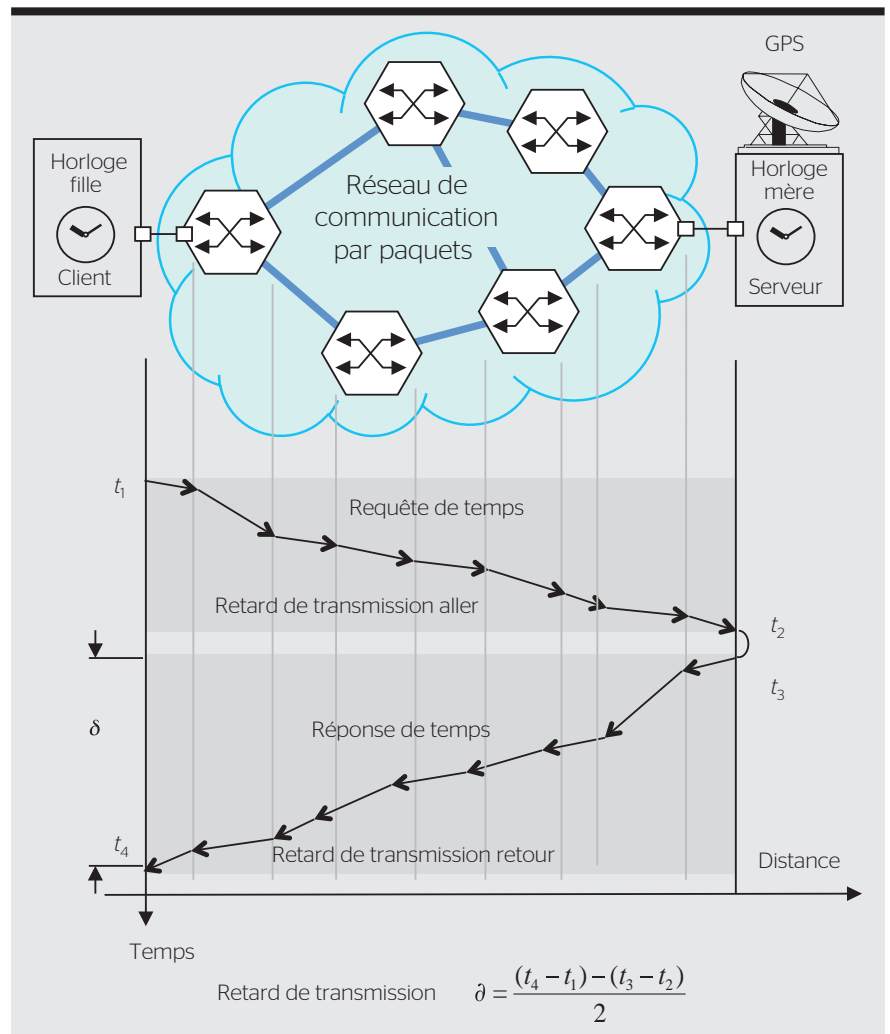 GPS
Horloge
fille
Client
Réseau de
communication
par paquets
Horloge
mère
Serveur
t₁
Requête de temps
Retard de transmission aller
t₂
t₃
δ
Réponse de temps
t₄
Retard de transmission retour
Distance
Temps
Retard de transmission ∂ = (t₄ – t₁) – (t₃ – t₂) / 2